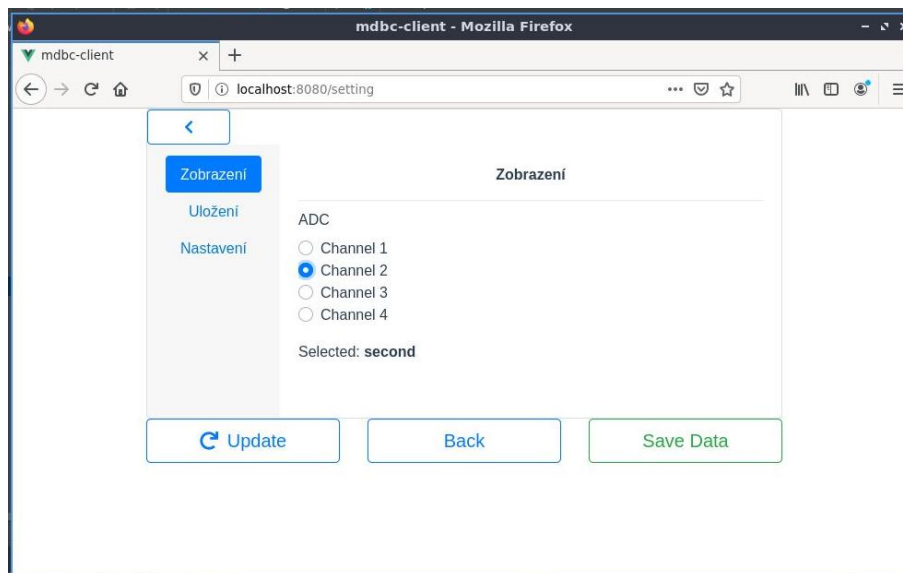 mdbc-client - Mozilla Firefox
mdbc-client
localhost:8080/setting
Zobrazení
Uložení
Nastavení
Zobrazení
ADC
Channel 1
Channel 2
Channel 3
Channel 4
Selected: second
Update
Back
Save Data